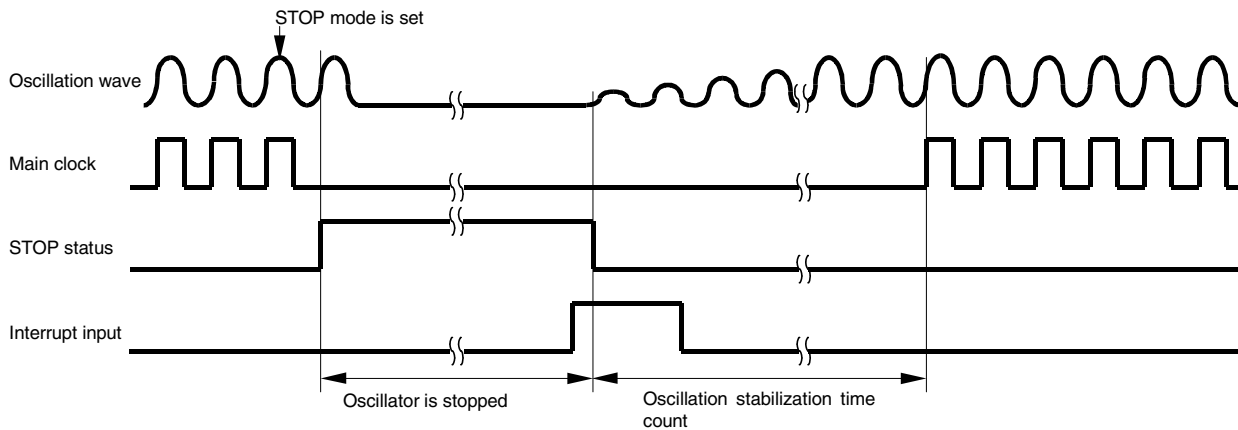 STOP mode is set
Oscillation wave
Main clock
STOP status
Interrupt input
Oscillator is stopped
Oscillation stabilization time
count